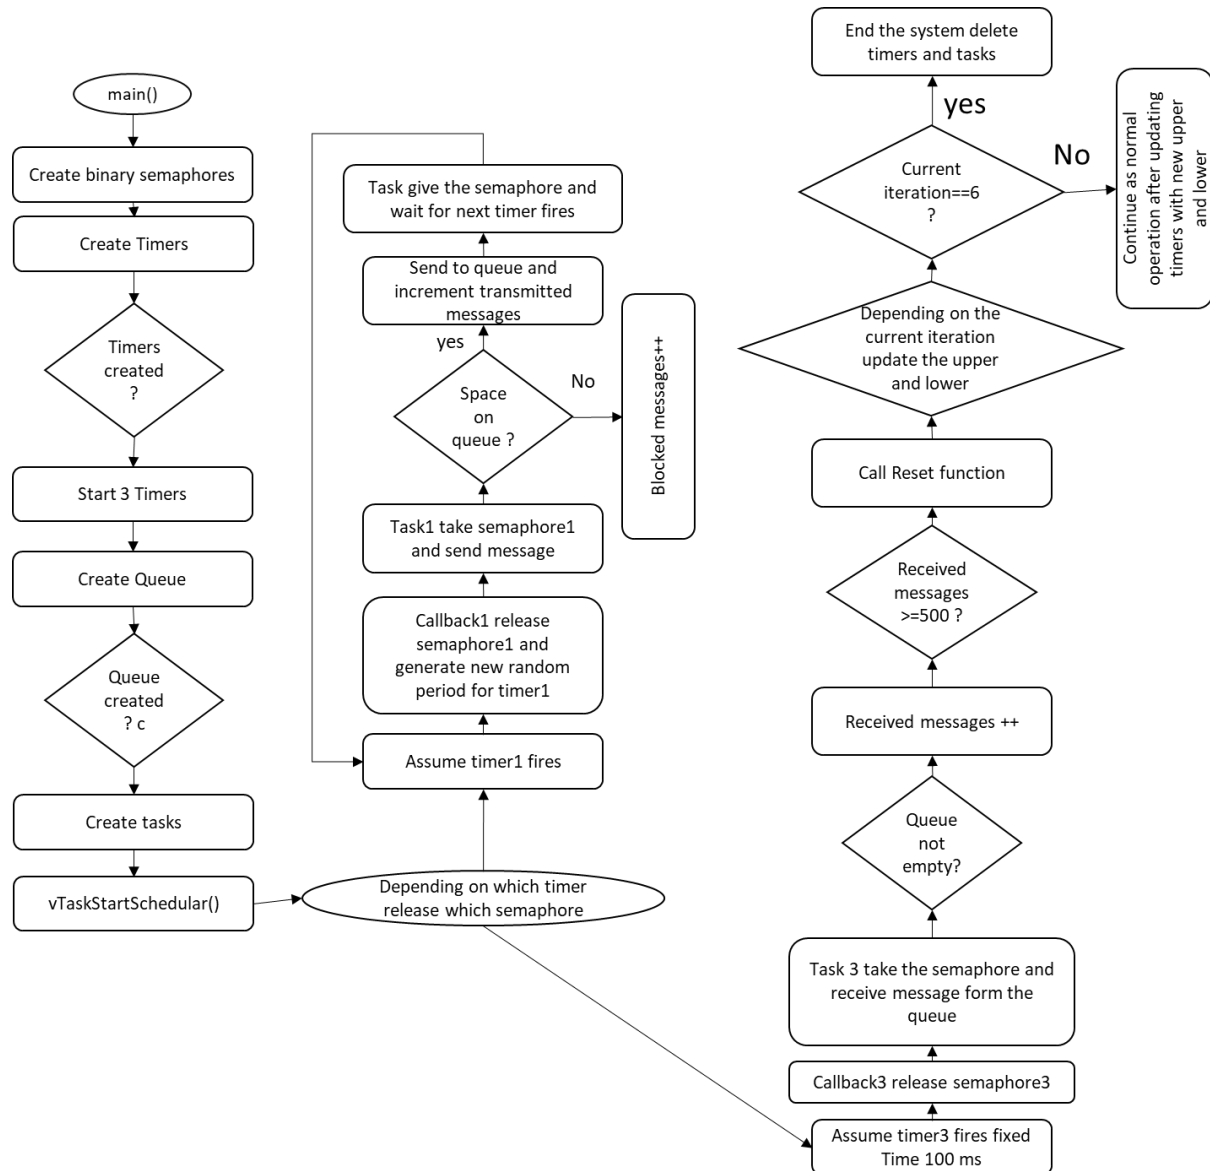 main()
Create binary semaphores
Create Timers
Timers
created
?
Start 3 Timers
Create Queue
Queue
created
? c
Create tasks
vTaskStartSchedular()
Depending on which timer
release which semaphore
Task give the semaphore and
wait for next timer fires
Send to queue and
increment transmitted
messages
yes
Space
on
queue ?
No
Blocked messages++
Task1 take semaphore1
and send message
Callback1 release
semaphore1 and
generate new random
period for timer1
Assume timer1 fires
End the system delete
timers and tasks
yes
Current
iteration==6
?
No
Continue as normal
operation after updating
timers with new upper
and lower
Depending on the
current iteration
update the upper
and lower
Call Reset function
Received
messages
>=500 ?
Received messages ++
Queue
not
empty?
Task 3 take the semaphore and
receive message form the
queue
Callback3 release semaphore3
Assume timer3 fires fixed
Time 100 ms